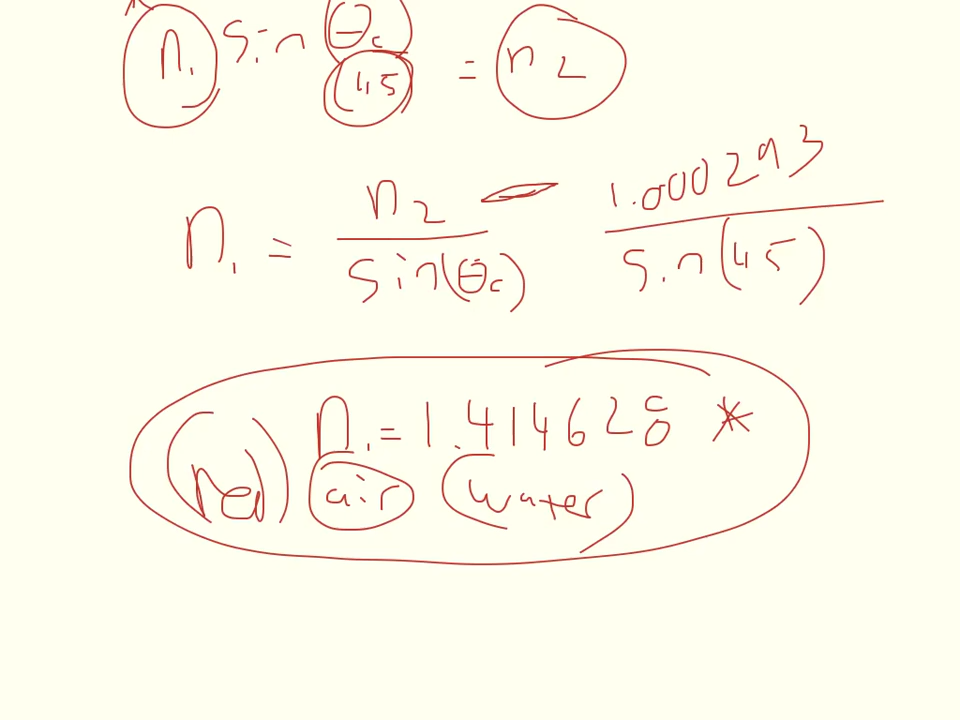 n₁ sin θc = n₂
45
n₁ = n₂ / sin(θc) = 1.000293 / sin(45)
n₁ = 1.414628 *
(red) air (water)